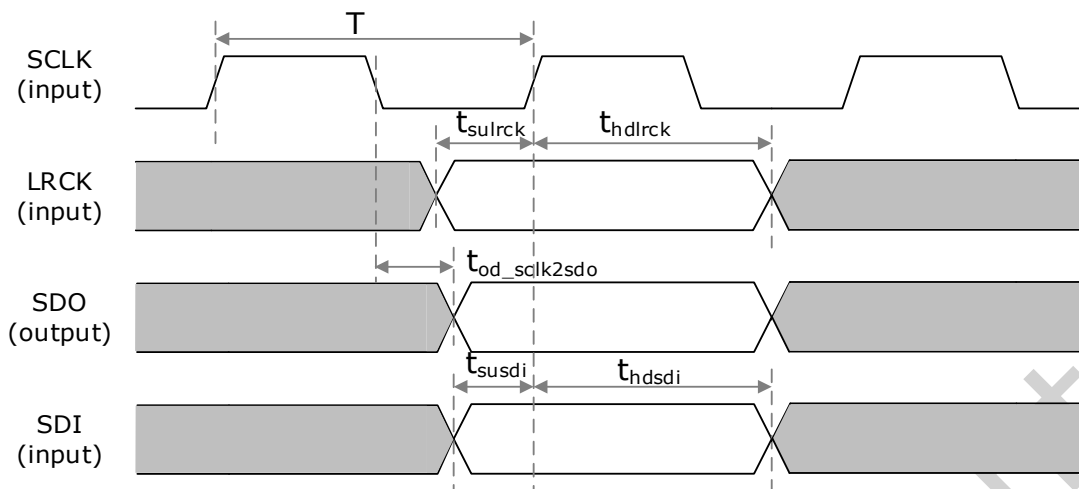 T
SCLK
(input)
tsulrck
thdlrck
LRCK
(input)
tod_sclk2sdo
SDO
(output)
tsusdi
thdsdi
SDI
(input)